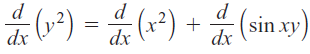 d/dx (y²) = d/dx (x²) + d/dx (sin xy)